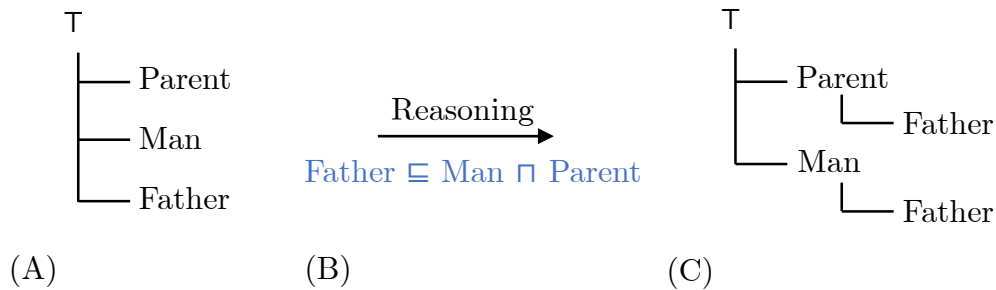 ⊤
Parent
Man
Father
(A)
Reasoning
Father ⊑ Man ⊓ Parent
(B)
⊤
Parent
Father
Man
Father
(C)